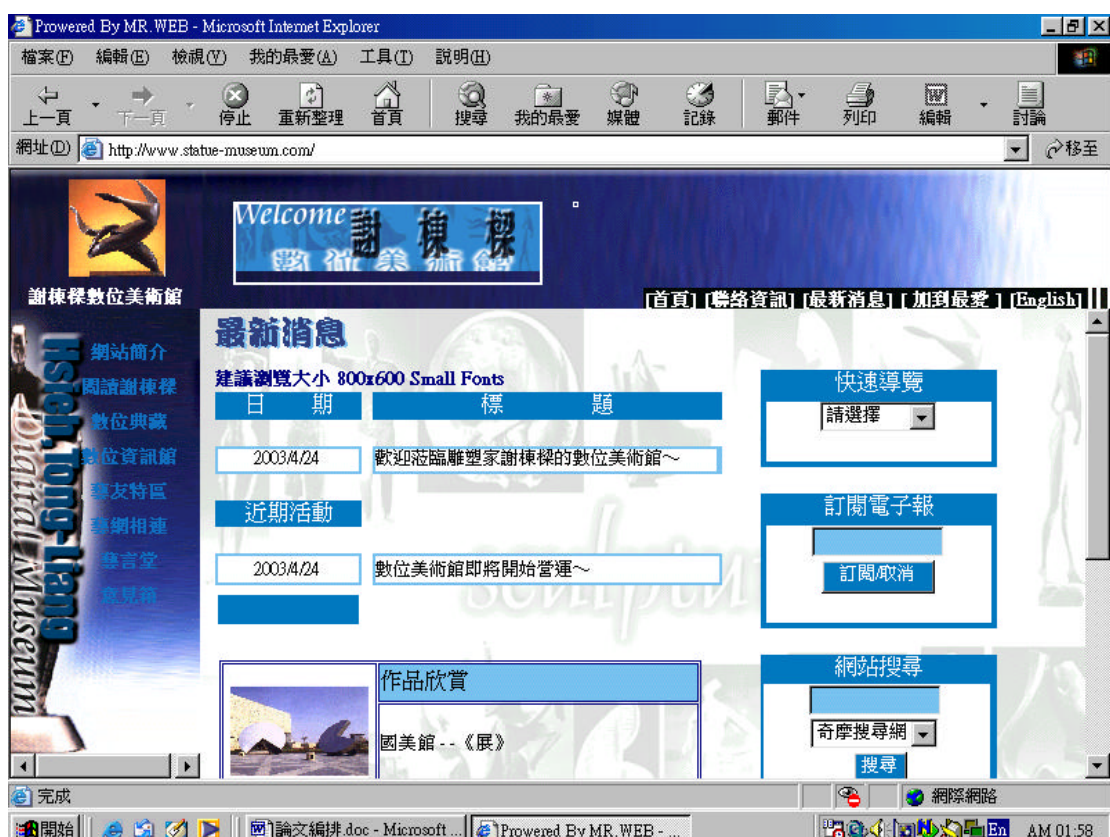 Prowered By MR. WEB - Microsoft Internet Explorer
檔案(F) 編輯(E) 檢視(V) 我的最愛(A) 工具(T) 說明(H)
上一頁 下一頁 停止 重新整理 首頁 搜尋 我的最愛 媒體 記錄 郵件 列印 編輯 討論
網址(D) http://www.statue-museum.com/ 移至
Welcome 謝棟樑
數位美術館
謝棟樑數位美術館
[首頁] [聯絡資訊] [最新消息] [ 加到最愛 ] [English]
Hsieh,Tong-Liang
Digital Museum
網站簡介
閱讀謝棟樑
數位典藏
數位資訊館
藝友特區
藝網相連
藝言堂
意見箱
最新消息
建議瀏覽大小 800x600 Small Fonts
日 期 標 題
2003/4/24 歡迎蒞臨雕塑家謝棟樑的數位美術館～
近期活動
2003/4/24 數位美術館即將開始營運～
作品欣賞
國美館 - -《展》
快速導覽
請選擇
訂閱電子報
訂閱/取消
網站搜尋
奇摩搜尋網
搜尋
完成 網際網路
開始 論文編排.doc - Microsoft ... Prowered By MR. WEB - ... En AM 01:58